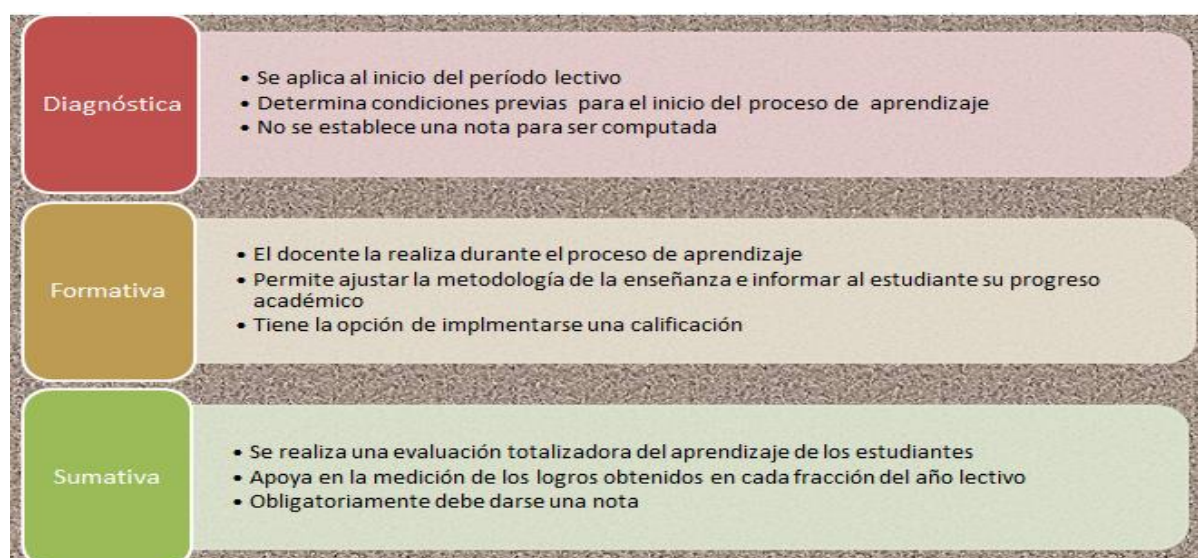 Diagnóstica
• Se aplica al inicio del período lectivo
• Determina condiciones previas para el inicio del proceso de aprendizaje
• No se establece una nota para ser computada
Formativa
• El docente la realiza durante el proceso de aprendizaje
• Permite ajustar la metodología de la enseñanza e informar al estudiante su progreso
académico
• Tiene la opción de implmentarse una calificación
Sumativa
• Se realiza una evaluación totalizadora del aprendizaje de los estudiantes
• Apoya en la medición de los logros obtenidos en cada fracción del año lectivo
• Obligatoriamente debe darse una nota